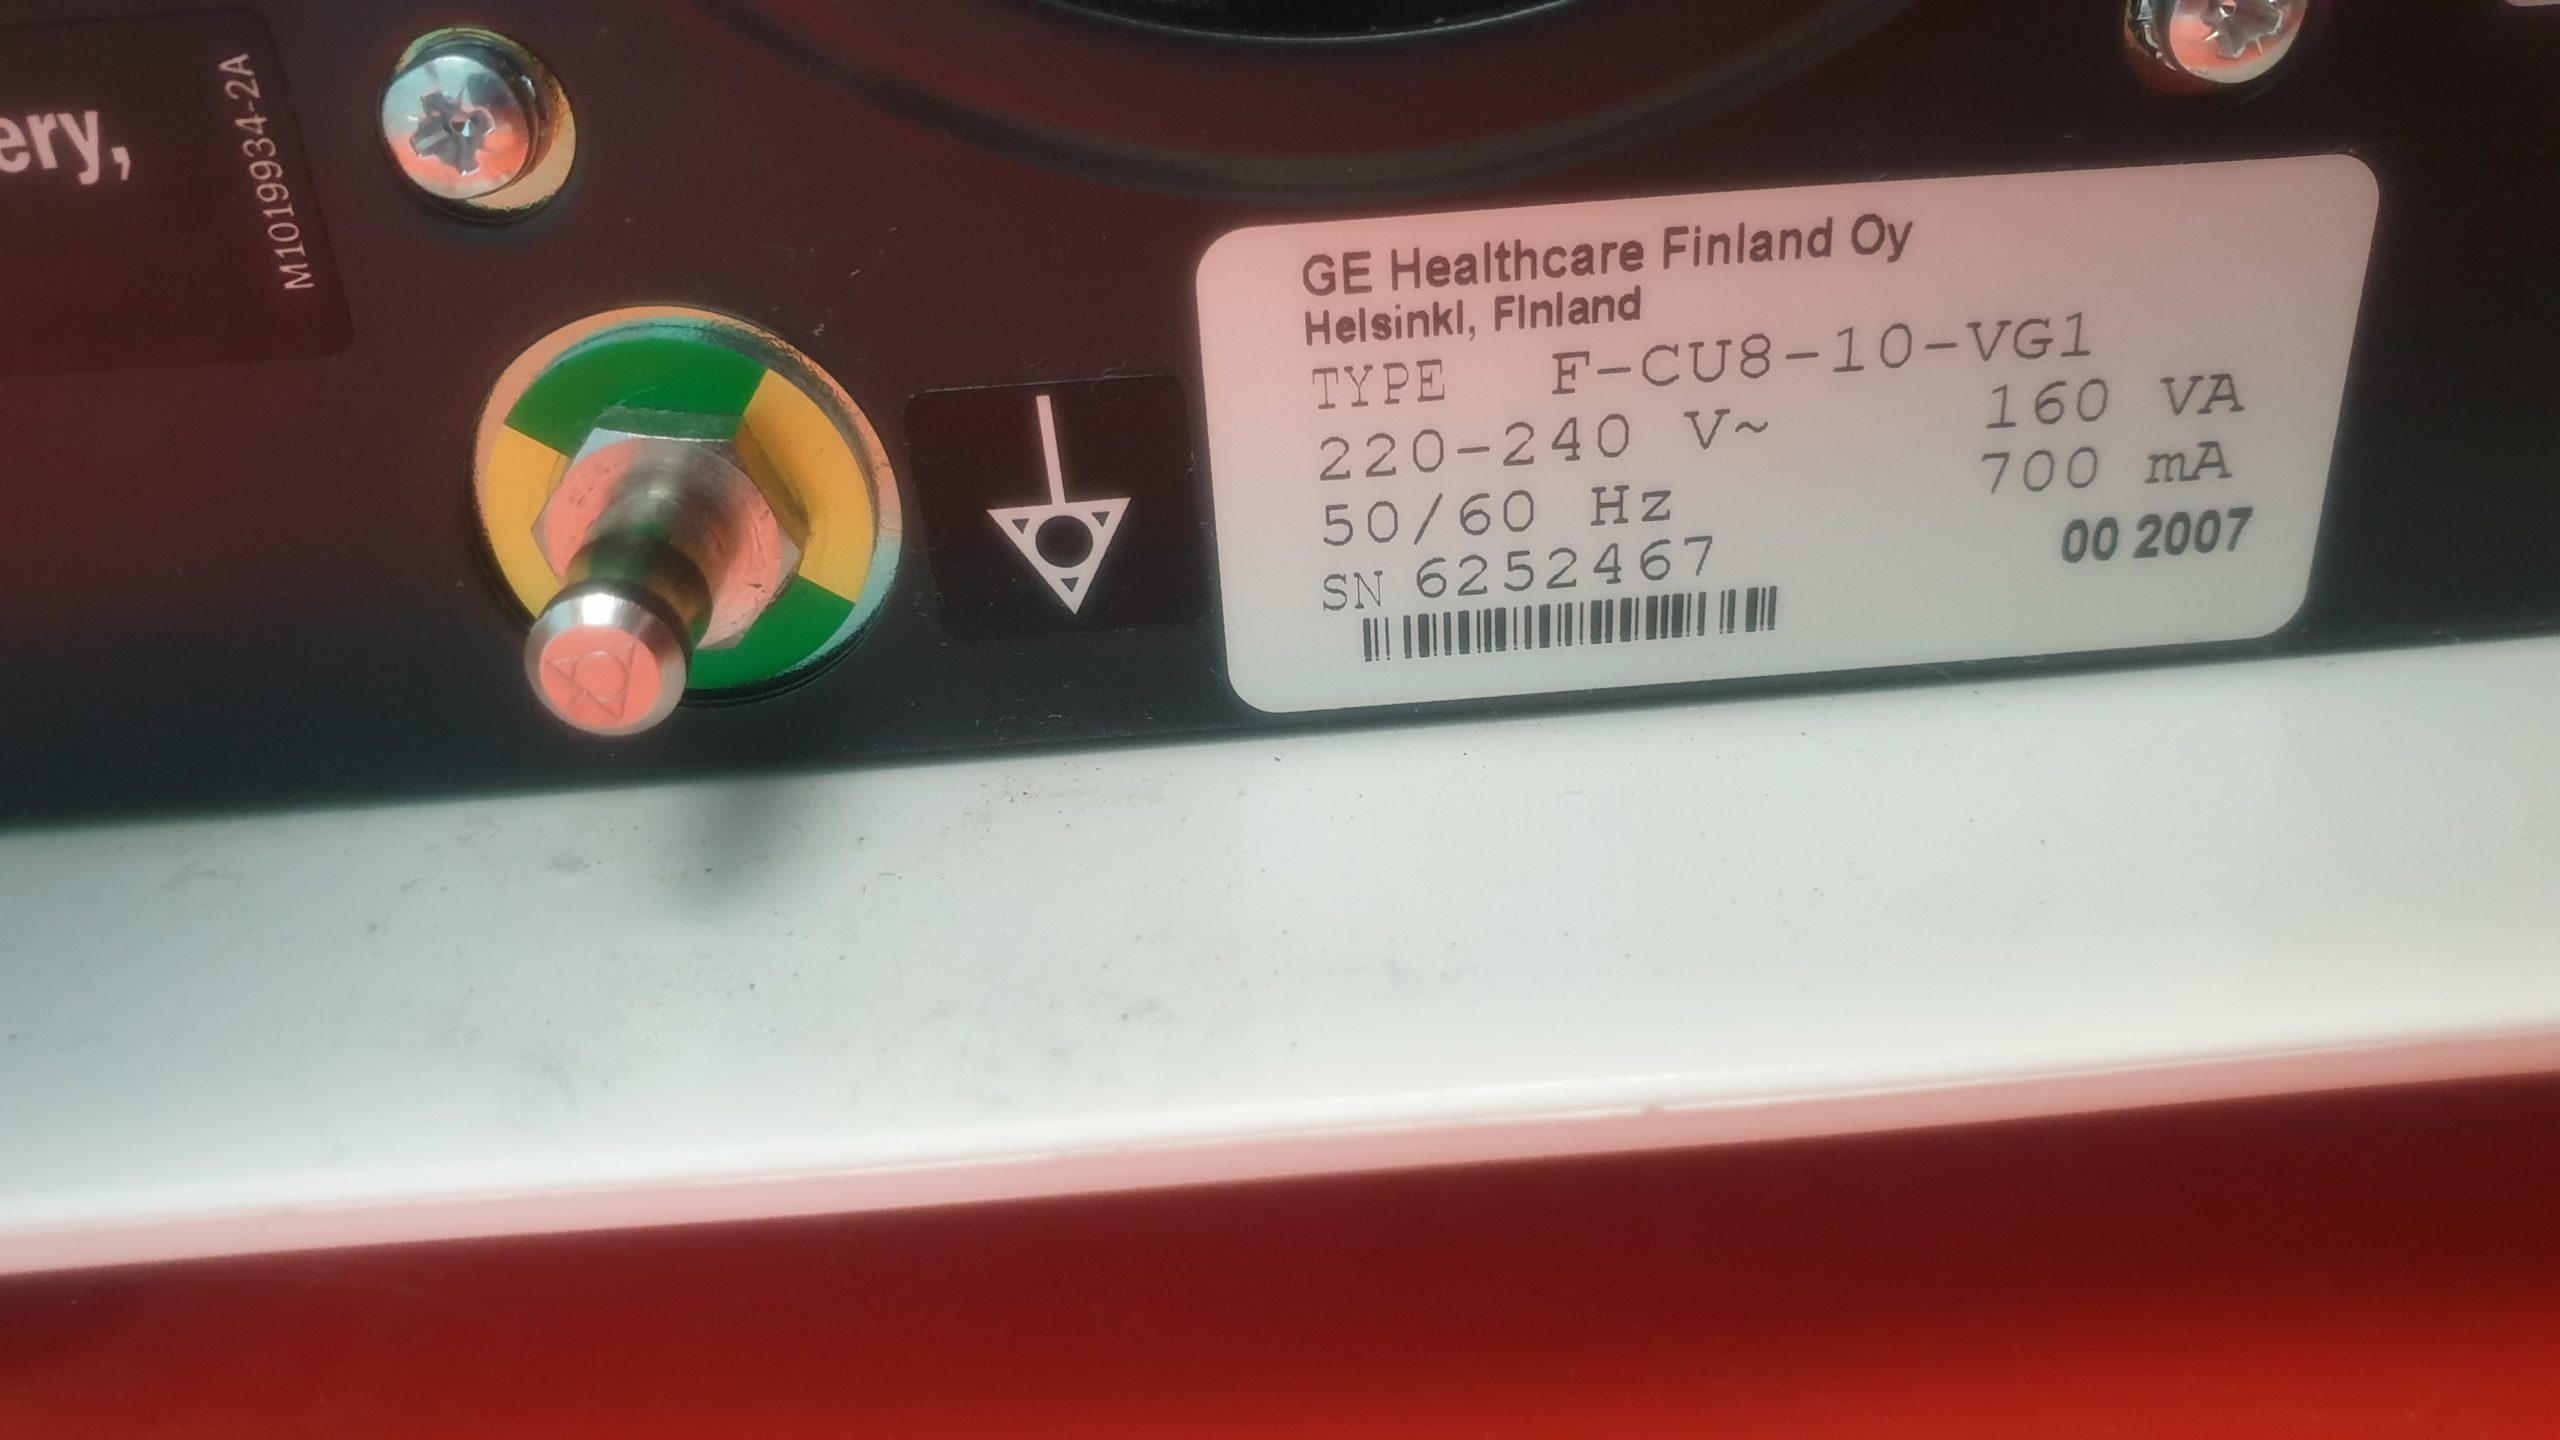 ery,
M1019934-2A
GE Healthcare Finland Oy
Helsinki, Finland
TYPE F-CU8-10-VG1
220-240 V~ 160 VA
50/60 Hz 700 mA
SN 6252467 00 2007